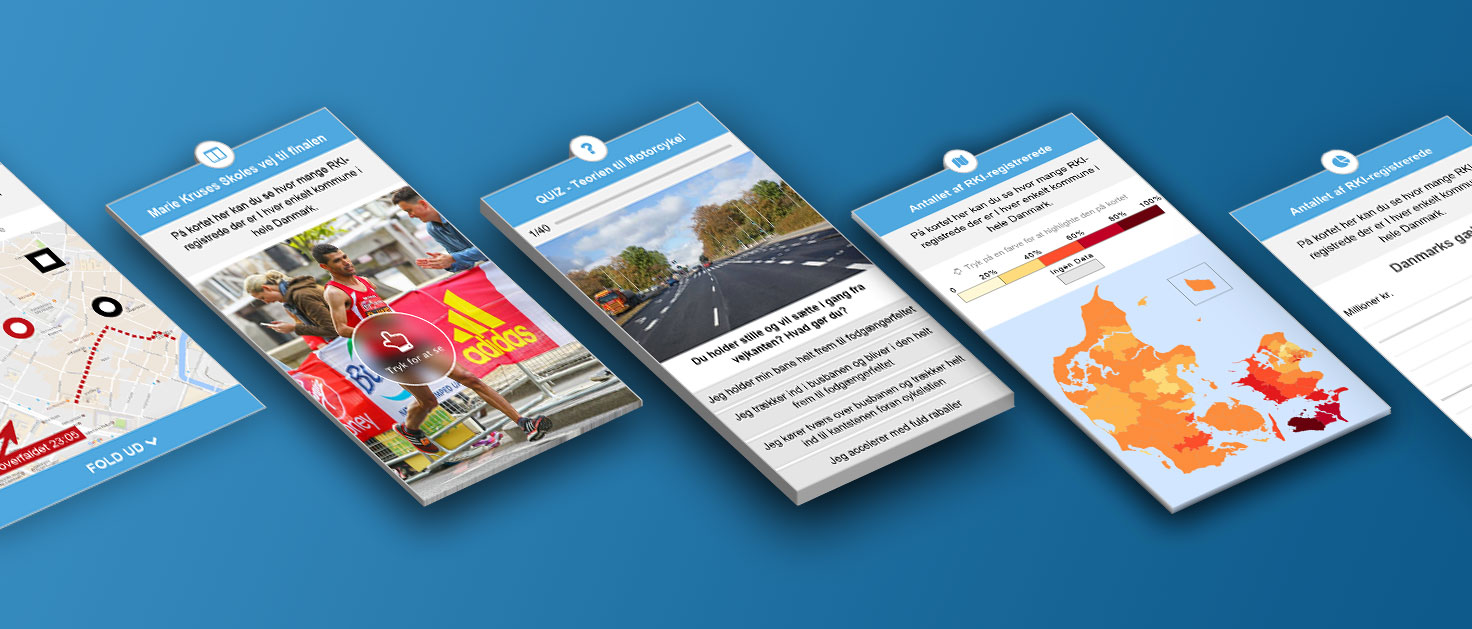 overfaldet 23:05
FOLD UD
Marie Kruses Skoles vej til finalen
På kortet her kan du se hvor mange RKI-
registrede der er I hver enkelt kommune i
hele Danmark.
adidas
Tryk for at se
QUIZ - Teorien til Motorcykel
1/40
Du holder stille og vil sætte i gang fra
vejkanten? Hvad gør du?
Jeg holder min bane helt frem til fodgængerfeltet
Jeg trækker ind i busbanen og bliver i den helt
frem til fodgængerfeltet
Jeg kører tværs over busbanen og trækker helt
ind til kantstenen foran cykelstien
Jeg accelerer med fuld raballer
Antallet af RKI-registrerede
På kortet her kan du se hvor mange RKI-
registrede der er I hver enkelt kommune i
hele Danmark.
Tryk på en farve for at highlighte den på kortet
0 20% 40% 60% 80% 100%
Ingen Data
Antallet af RKI-registrerede
På kortet her kan du se hvor mange
registrede der er I hver enkelt kommu
hele Danmark.
Danmarks gæ
Millioner kr.